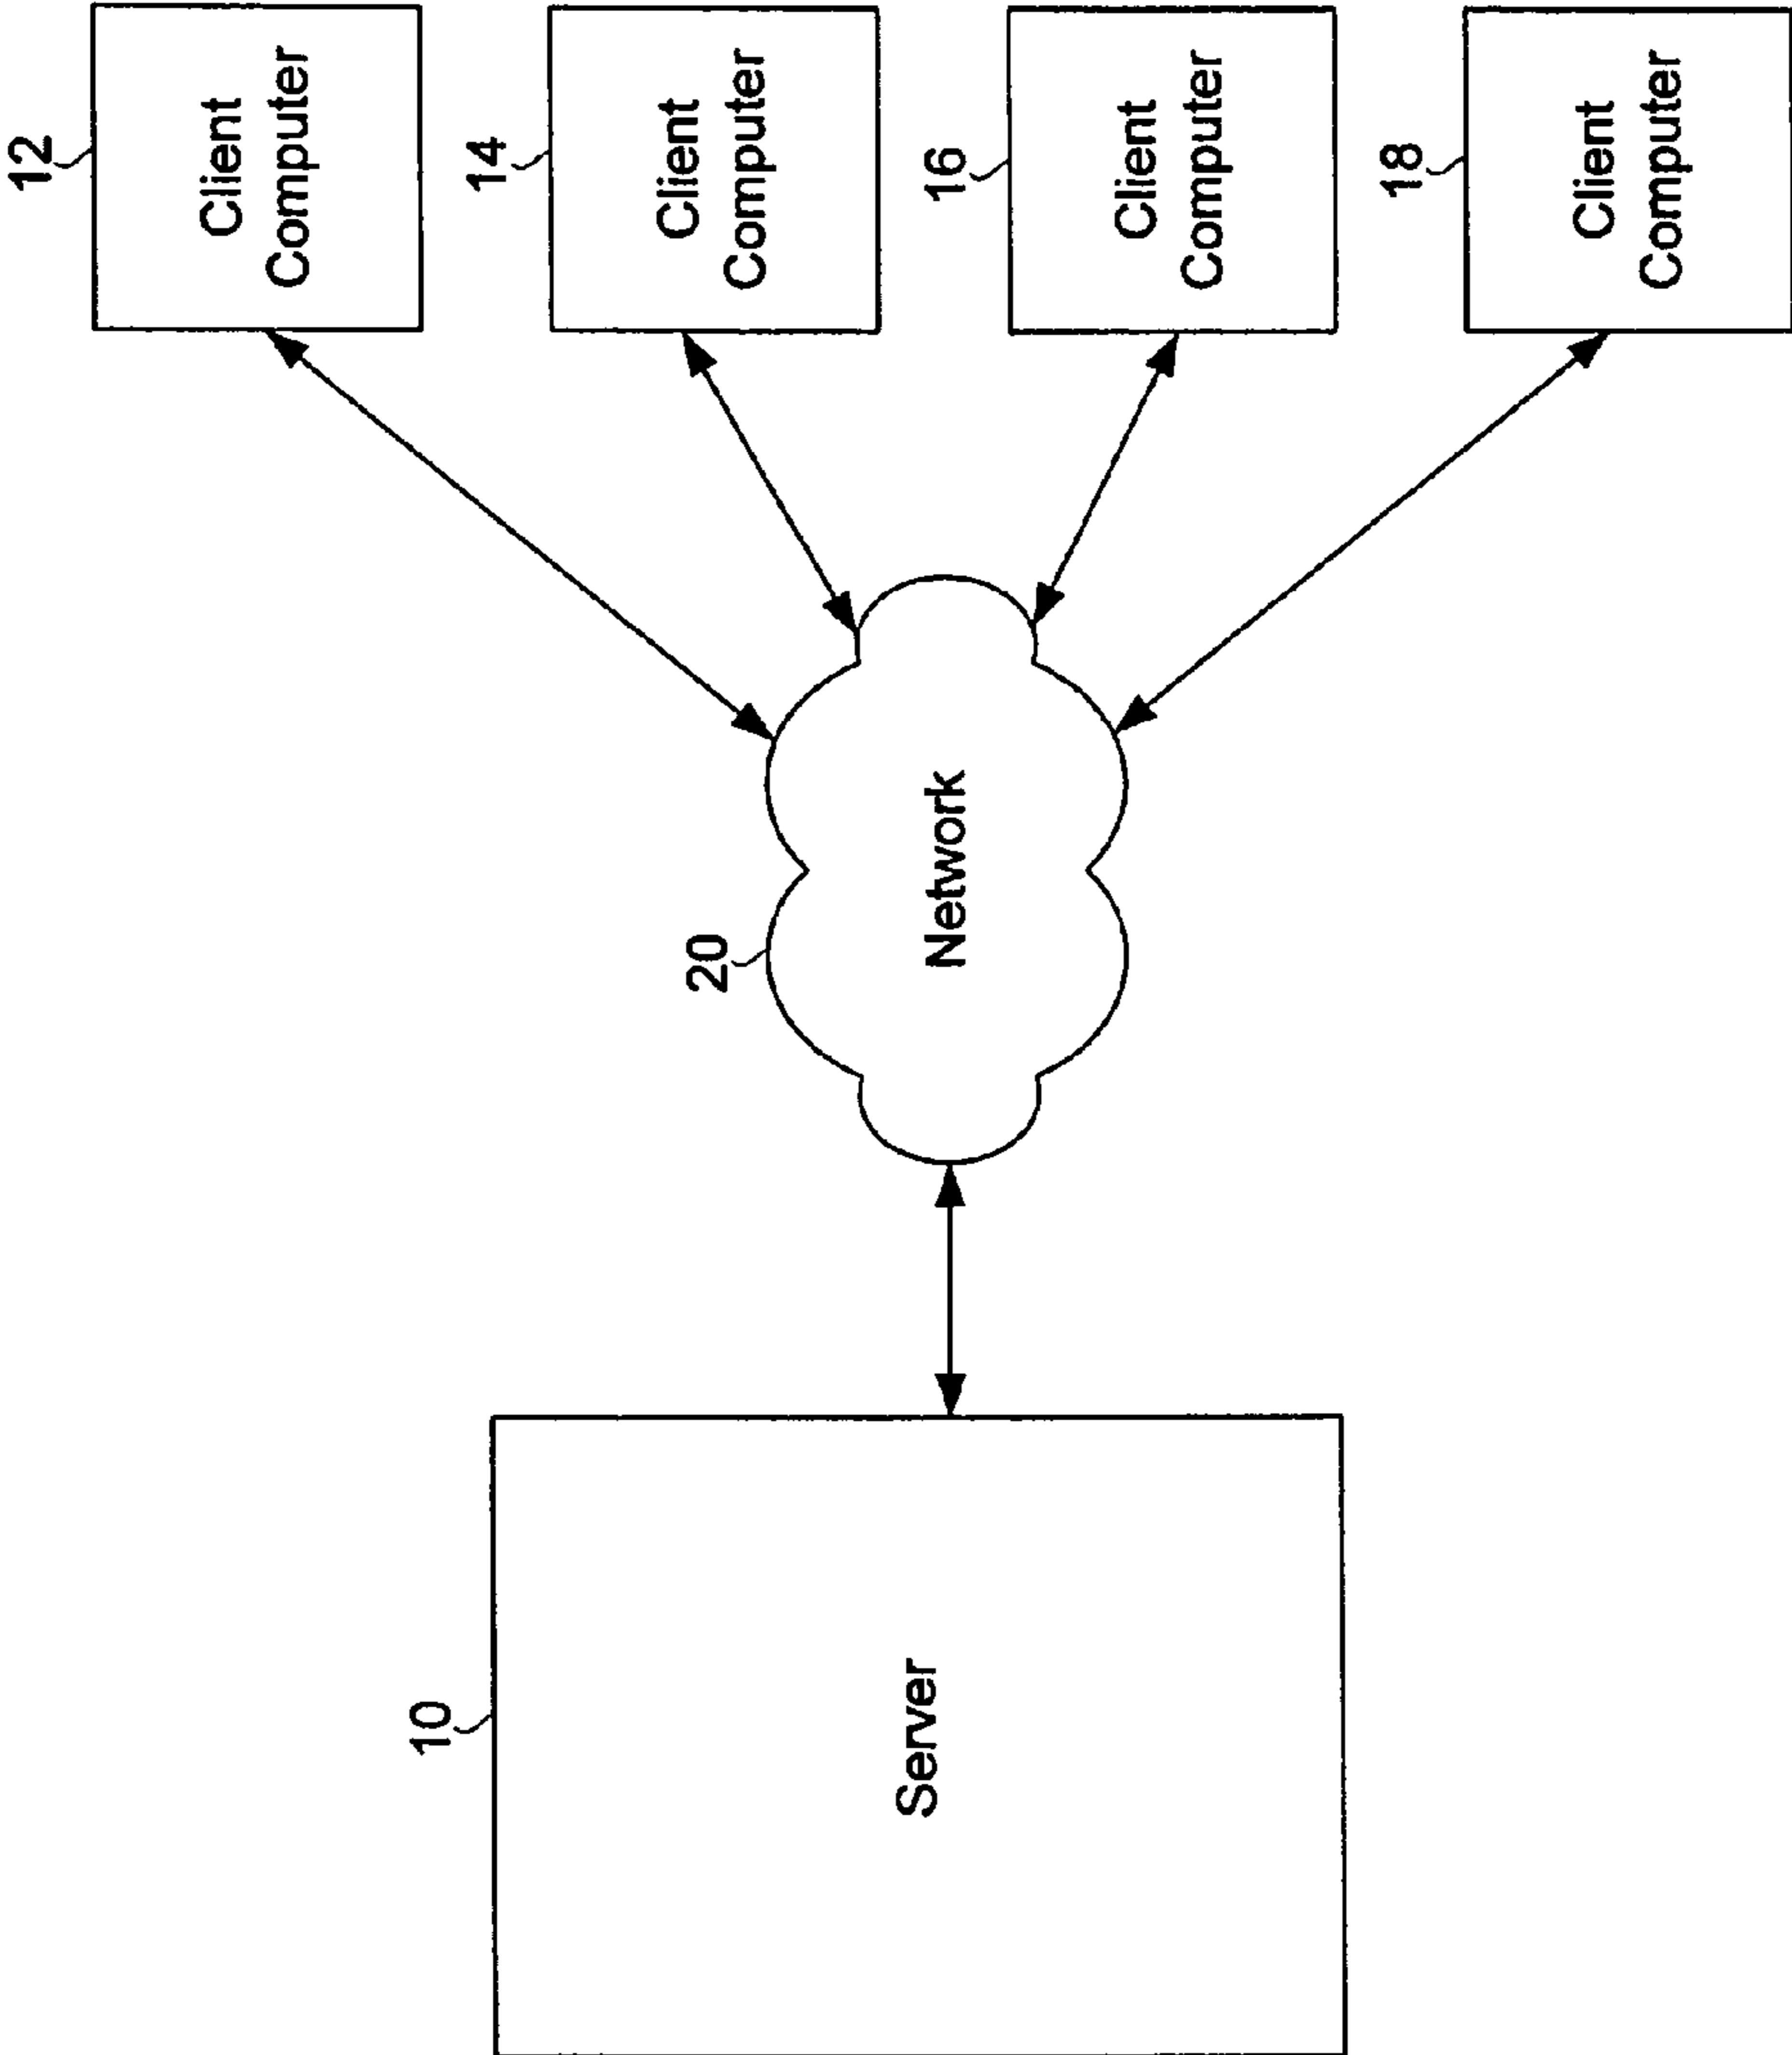 12
Client
Computer
14
Client
Computer
16
Client
Computer
18
Client
Computer
20
Network
10
Server